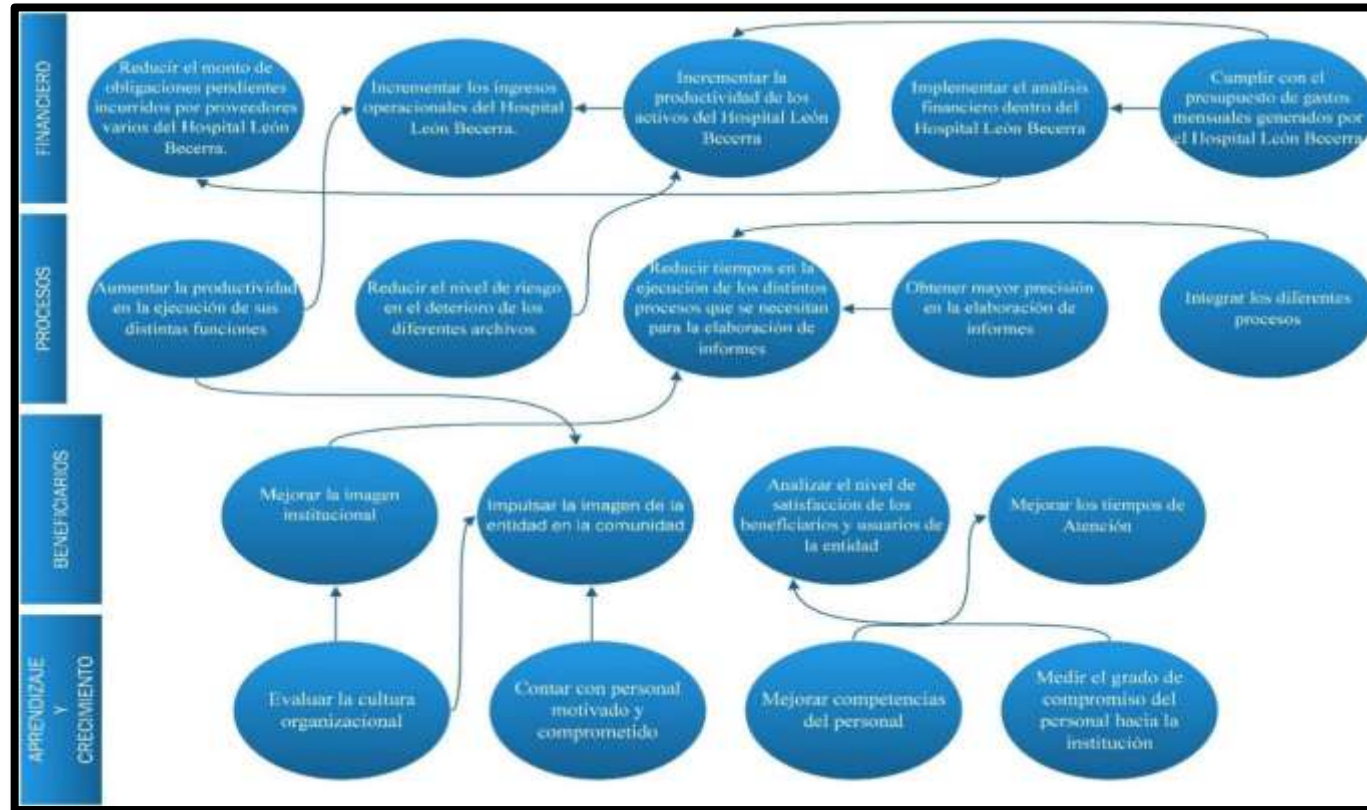 FINANCIERO
Reducir el monto de
obligaciones pendientes
incurridos por proveedores
varios del Hospital León
Becerra.
Incrementar los ingresos
operacionales del Hospital
León Becerra.
Incrementar la
productividad de los
activos del Hospital León
Becerra
Implementar el análisis
financiero dentro del
Hospital León Becerra
Cumplir con el
presupuesto de gastos
mensuales generados por
el Hospital León Becerra
PROCESOS
Aumentar la productividad
en la ejecución de sus
distintas funciones
Reducir el nivel de riesgo
en el deterioro de los
diferentes archivos
Reducir tiempos en la
ejecución de los distintos
procesos que se necesitan
para la elaboración de
informes
Obtener mayor precisión
en la elaboración de
informes
Integrar los diferentes
procesos
BENEFICIARIOS
Mejorar la imagen
institucional
Impulsar la imagen de la
entidad en la comunidad
Analizar el nivel de
satisfacción de los
beneficiarios y usuarios de
la entidad
Mejorar los tiempos de
Atención
APRENDIZAJE
Y
CRECIMIENTO
Evaluar la cultura
organizacional
Contar con personal
motivado y
comprometido
Mejorar competencias
del personal
Medir el grado de
compromiso del
personal hacia la
institución